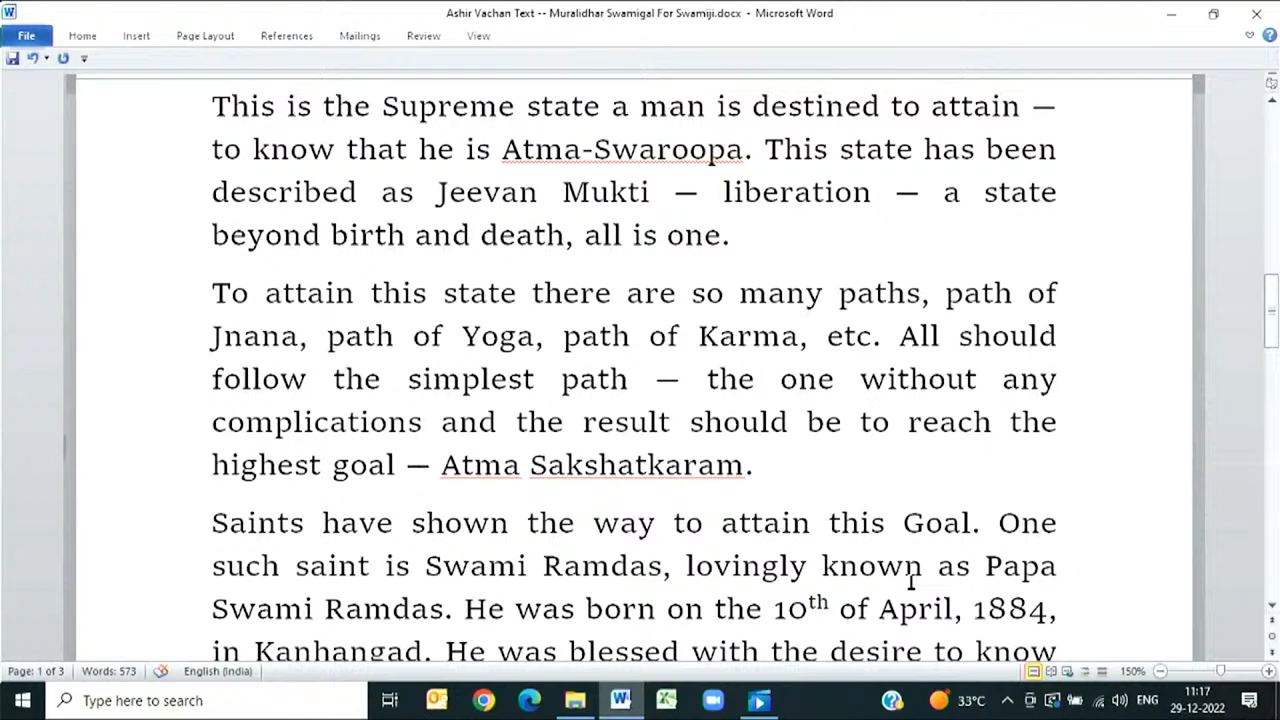 Ashir Vachan Text -- Muralidhar Swamigal For Swamiji.docx - Microsoft Word
File Home Insert Page Layout References Mailings Review View
This is the Supreme state a man is destined to attain —
to know that he is Atma-Swaroopa. This state has been
described as Jeevan Mukti — liberation — a state
beyond birth and death, all is one.
To attain this state there are so many paths, path of
Jnana, path of Yoga, path of Karma, etc. All should
follow the simplest path — the one without any
complications and the result should be to reach the
highest goal — Atma Sakshatkaram.
Saints have shown the way to attain this Goal. One
such saint is Swami Ramdas, lovingly known as Papa
Swami Ramdas. He was born on the 10th of April, 1884,
in Kanhangad. He was blessed with the desire to know
Page: 1 of 3 Words: 573 English (India) 150%
Type here to search 33°C ENG 11:17
29-12-2022